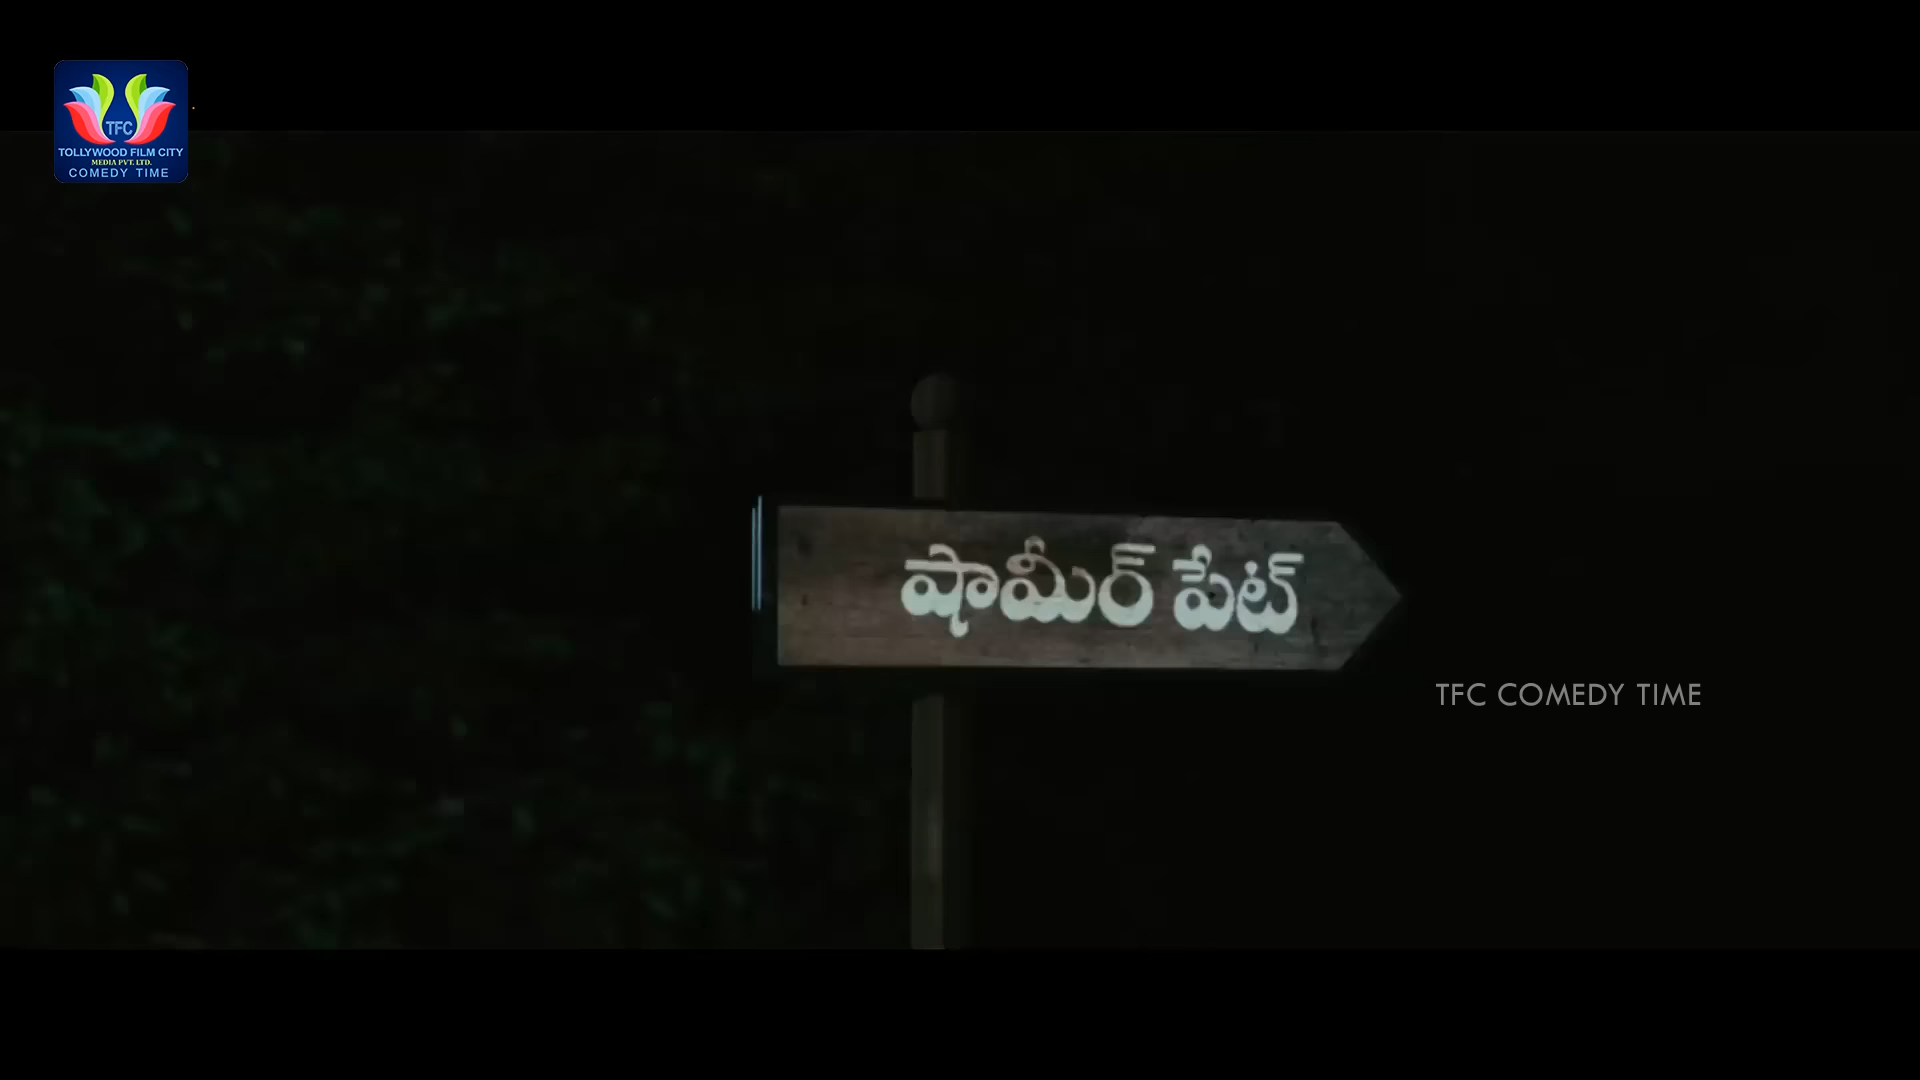 TFC
TOLLYWOOD FILM CITY
MEDIA PVT. LTD.
COMEDY TIME
షామీర్ పేట్
TFC COMEDY TIME